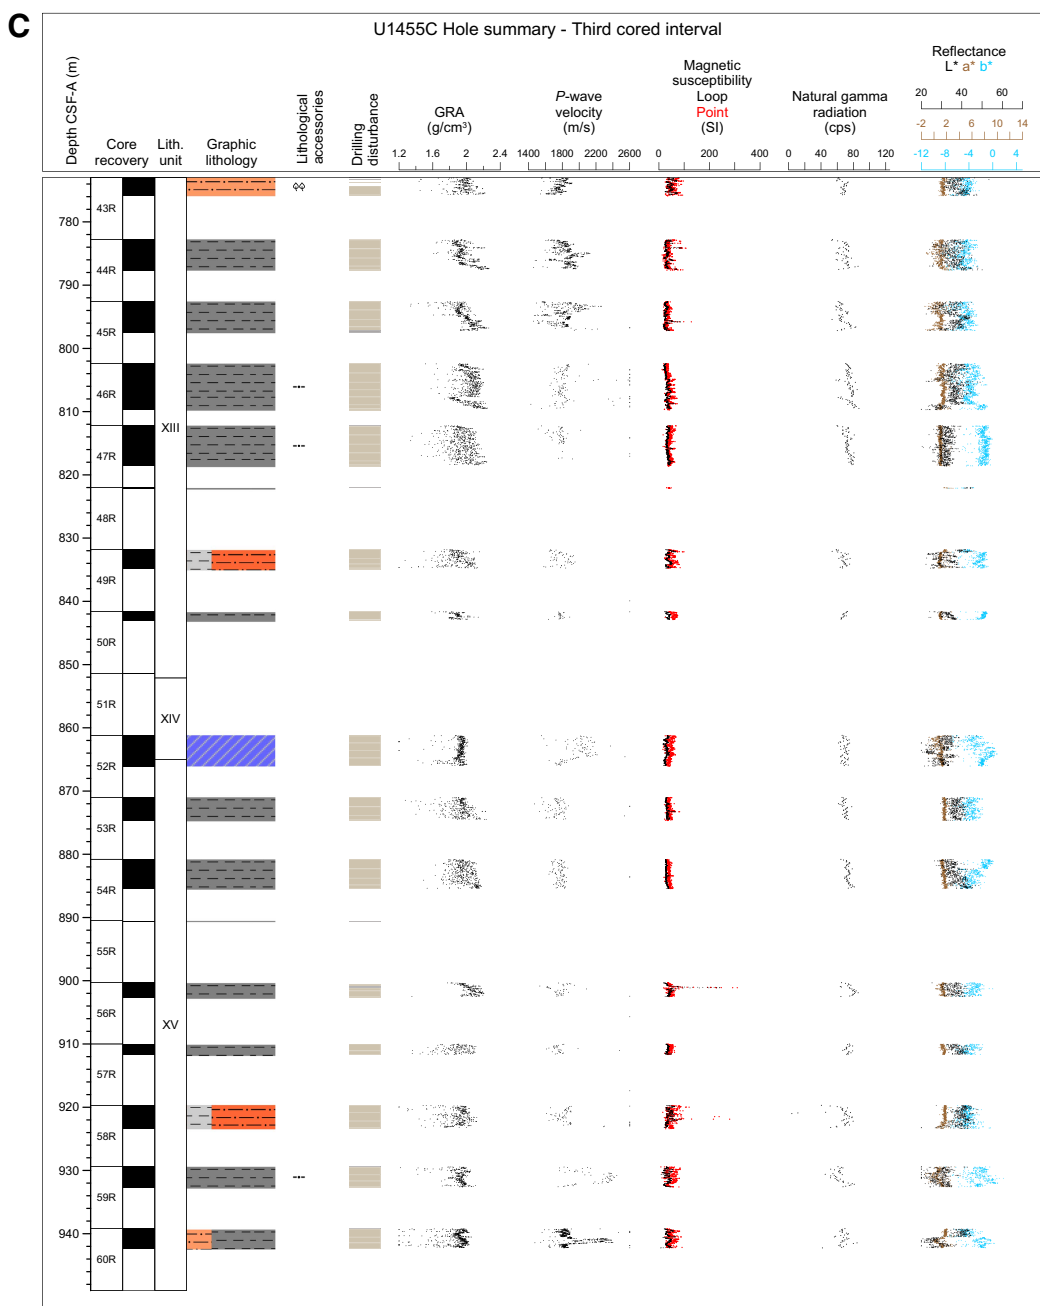 C
U1455C Hole summary - Third cored interval
Depth CSF-A (m)
Core
recovery
Lith.
unit
Graphic
lithology
Lithological
accessories
Drilling
disturbance
GRA
(g/cm³)
1.2 1.6 2 2.4
P-wave
velocity
(m/s)
1400 1800 2200 2600
Magnetic
susceptibility
Loop
Point
(SI)
0 200 400
Natural gamma
radiation
(cps)
0 40 80 120
Reflectance
L* a* b*
20 40 60
-2 2 6 10 14
-12 -8 -4 0 4
43R
780
44R
790
45R
800
46R
810
XIII
47R
820
48R
830
49R
840
50R
850
51R
XIV
860
52R
870
53R
880
54R
890
55R
900
56R
XV
910
57R
920
58R
930
59R
940
60R